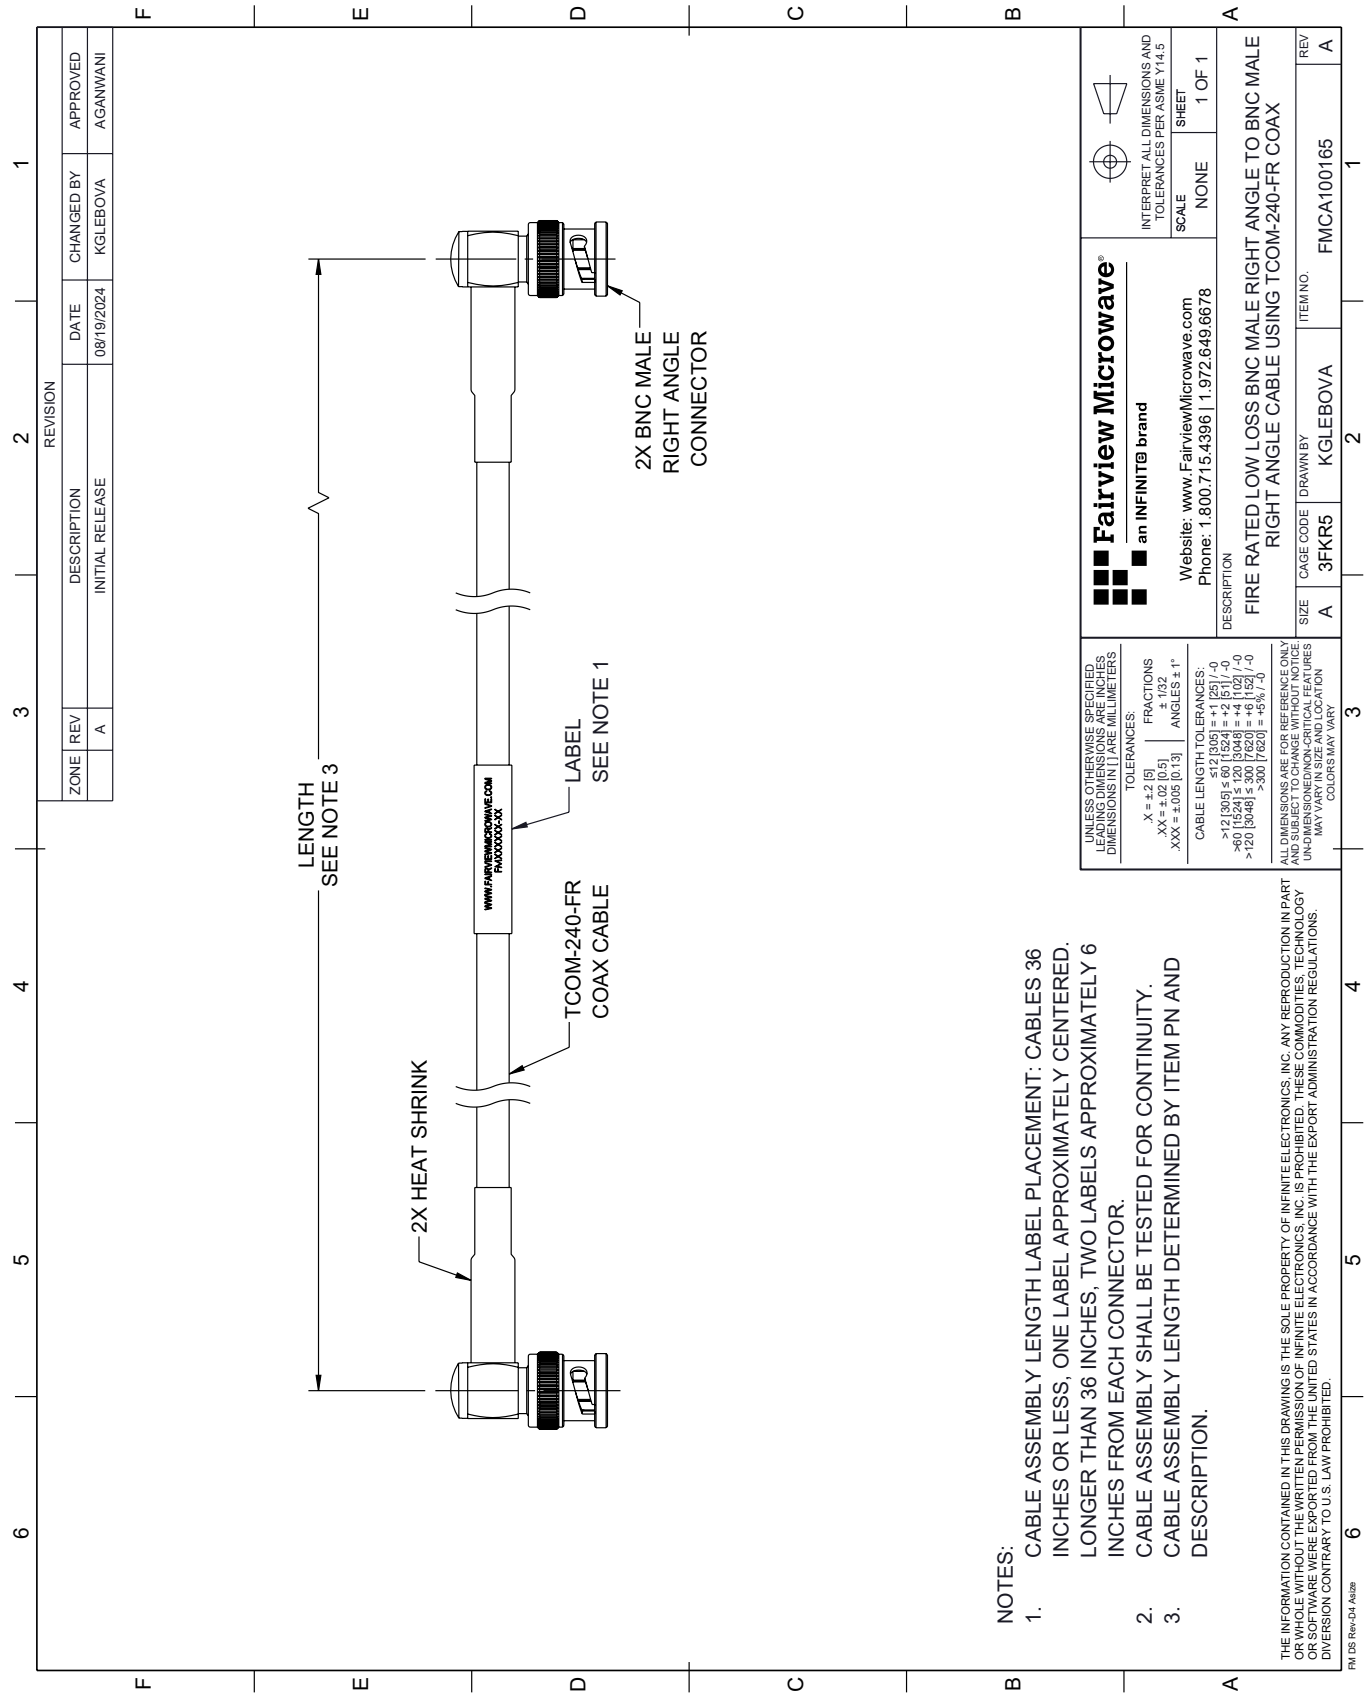 6
5
4
3
2
1
F
E
D
C
B
A
REVISION
ZONE
REV
DESCRIPTION
DATE
CHANGED BY
APPROVED
A
INITIAL RELEASE
08/19/2024
KGLEBOVA
AGANWANI
LENGTH
SEE NOTE 3
2X HEAT SHRINK
WWW.FAIRVIEWMICROWAVE.COM
FMXXXXXX-XX
TCOM-240-FR
COAX CABLE
LABEL
SEE NOTE 1
2X BNC MALE
RIGHT ANGLE
CONNECTOR
NOTES:
1. CABLE ASSEMBLY LENGTH LABEL PLACEMENT: CABLES 36
INCHES OR LESS, ONE LABEL APPROXIMATELY CENTERED.
LONGER THAN 36 INCHES, TWO LABELS APPROXIMATELY 6
INCHES FROM EACH CONNECTOR.
2. CABLE ASSEMBLY SHALL BE TESTED FOR CONTINUITY.
3. CABLE ASSEMBLY LENGTH DETERMINED BY ITEM PN AND
DESCRIPTION.
THE INFORMATION CONTAINED IN THIS DRAWING IS THE SOLE PROPERTY OF INFINITE ELECTRONICS, INC. ANY REPRODUCTION IN PART
OR WHOLE WITHOUT THE WRITTEN PERMISSION OF INFINITE ELECTRONICS, INC. IS PROHIBITED. THESE COMMODITIES, TECHNOLOGY
OR SOFTWARE WERE EXPORTED FROM THE UNITED STATES IN ACCORDANCE WITH THE EXPORT ADMINISTRATION REGULATIONS.
DIVERSION CONTRARY TO U.S. LAW PROHIBITED.
UNLESS OTHERWISE SPECIFIED
LEADING DIMENSIONS ARE INCHES
DIMENSIONS IN [ ] ARE MILLIMETERS
TOLERANCES:
.X = ±.2 [5]
.XX = ±.02 [0.5]
.XXX = ±.005 [0.13]
FRACTIONS
± 1/32
ANGLES ± 1°
CABLE LENGTH TOLERANCES:
≤12 [305] = +1 [25] / -0
>12 [305] ≤ 60 [1524] = +2 [51] / -0
>60 [1524] ≤ 120 [3048] = +4 [102] / -0
>120 [3048] ≤ 300 [7620] = +6 [152] / -0
>300 [7620] = +5% / -0
ALL DIMENSIONS ARE FOR REFERENCE ONLY
AND SUBJECT TO CHANGE WITHOUT NOTICE.
UN-DIMENSIONED/NON-CRITICAL FEATURES
MAY VARY IN SIZE AND LOCATION
COLORS MAY VARY
Fairview Microwave®
an INFINIT® brand
Website: www.FairviewMicrowave.com
Phone: 1.800.715.4396 | 1.972.649.6678
INTERPRET ALL DIMENSIONS AND
TOLERANCES PER ASME Y14.5
SCALE
NONE
SHEET
1 OF 1
DESCRIPTION
FIRE RATED LOW LOSS BNC MALE RIGHT ANGLE TO BNC MALE
RIGHT ANGLE CABLE USING TCOM-240-FR COAX
SIZE
A
CAGE CODE
3FKR5
DRAWN BY
KGLEBOVA
ITEM NO.
FMCA100165
REV
A
6
5
4
3
2
1
F
E
D
C
B
A
FM DS Rev-D4 Asize